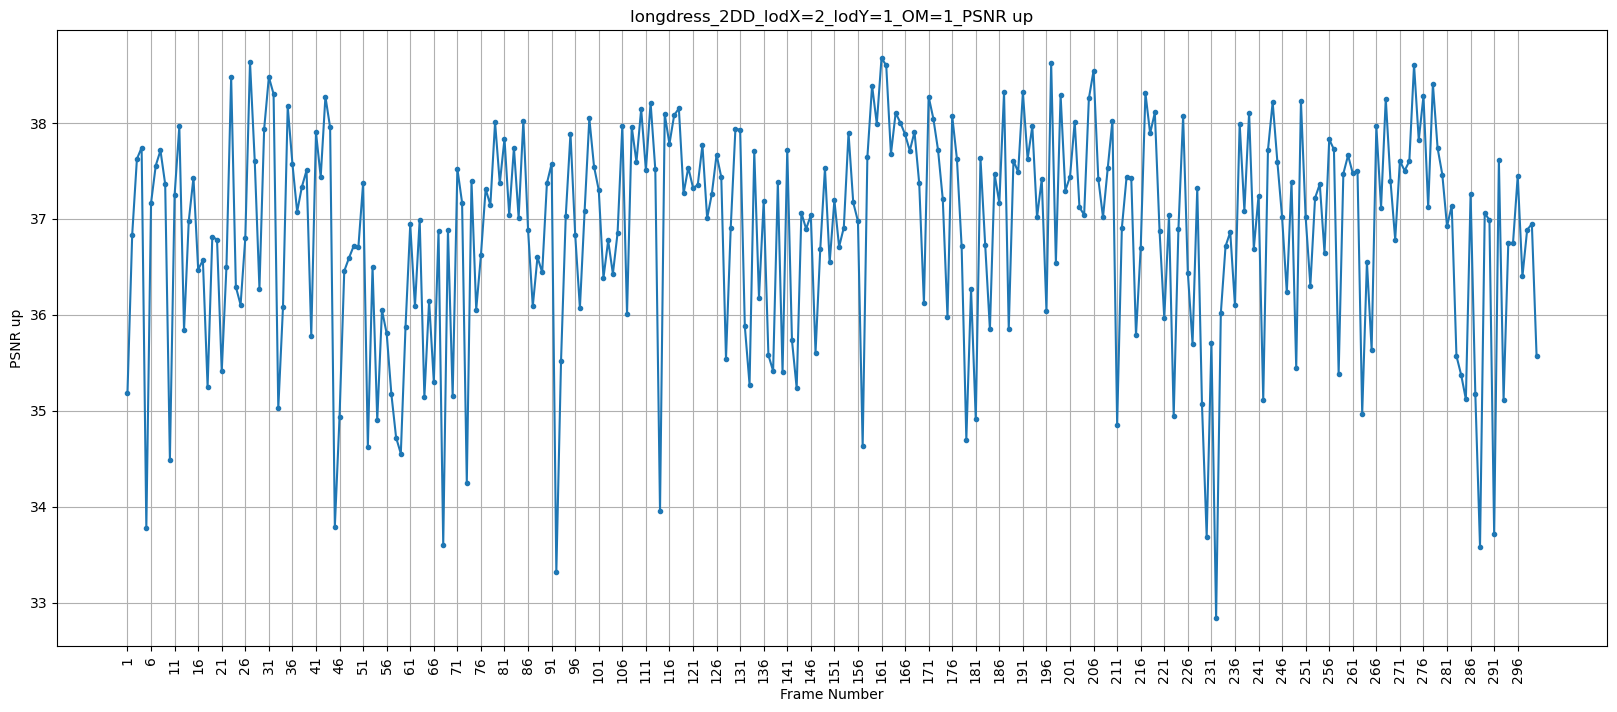 longdress_2DD_lodX=2_lodY=1_OM=1_PSNR up
PSNR up
38
37
36
35
34
33
1 6 11 16 21 26 31 36 41 46 51 56 61 66 71 76 81 86 91 96 101 106 111 116 121 126 131 136 141 146 151 156 161 166 171 176 181 186 191 196 201 206 211 216 221 226 231 236 241 246 251 256 261 266 271 276 281 286 291 296
Frame Number